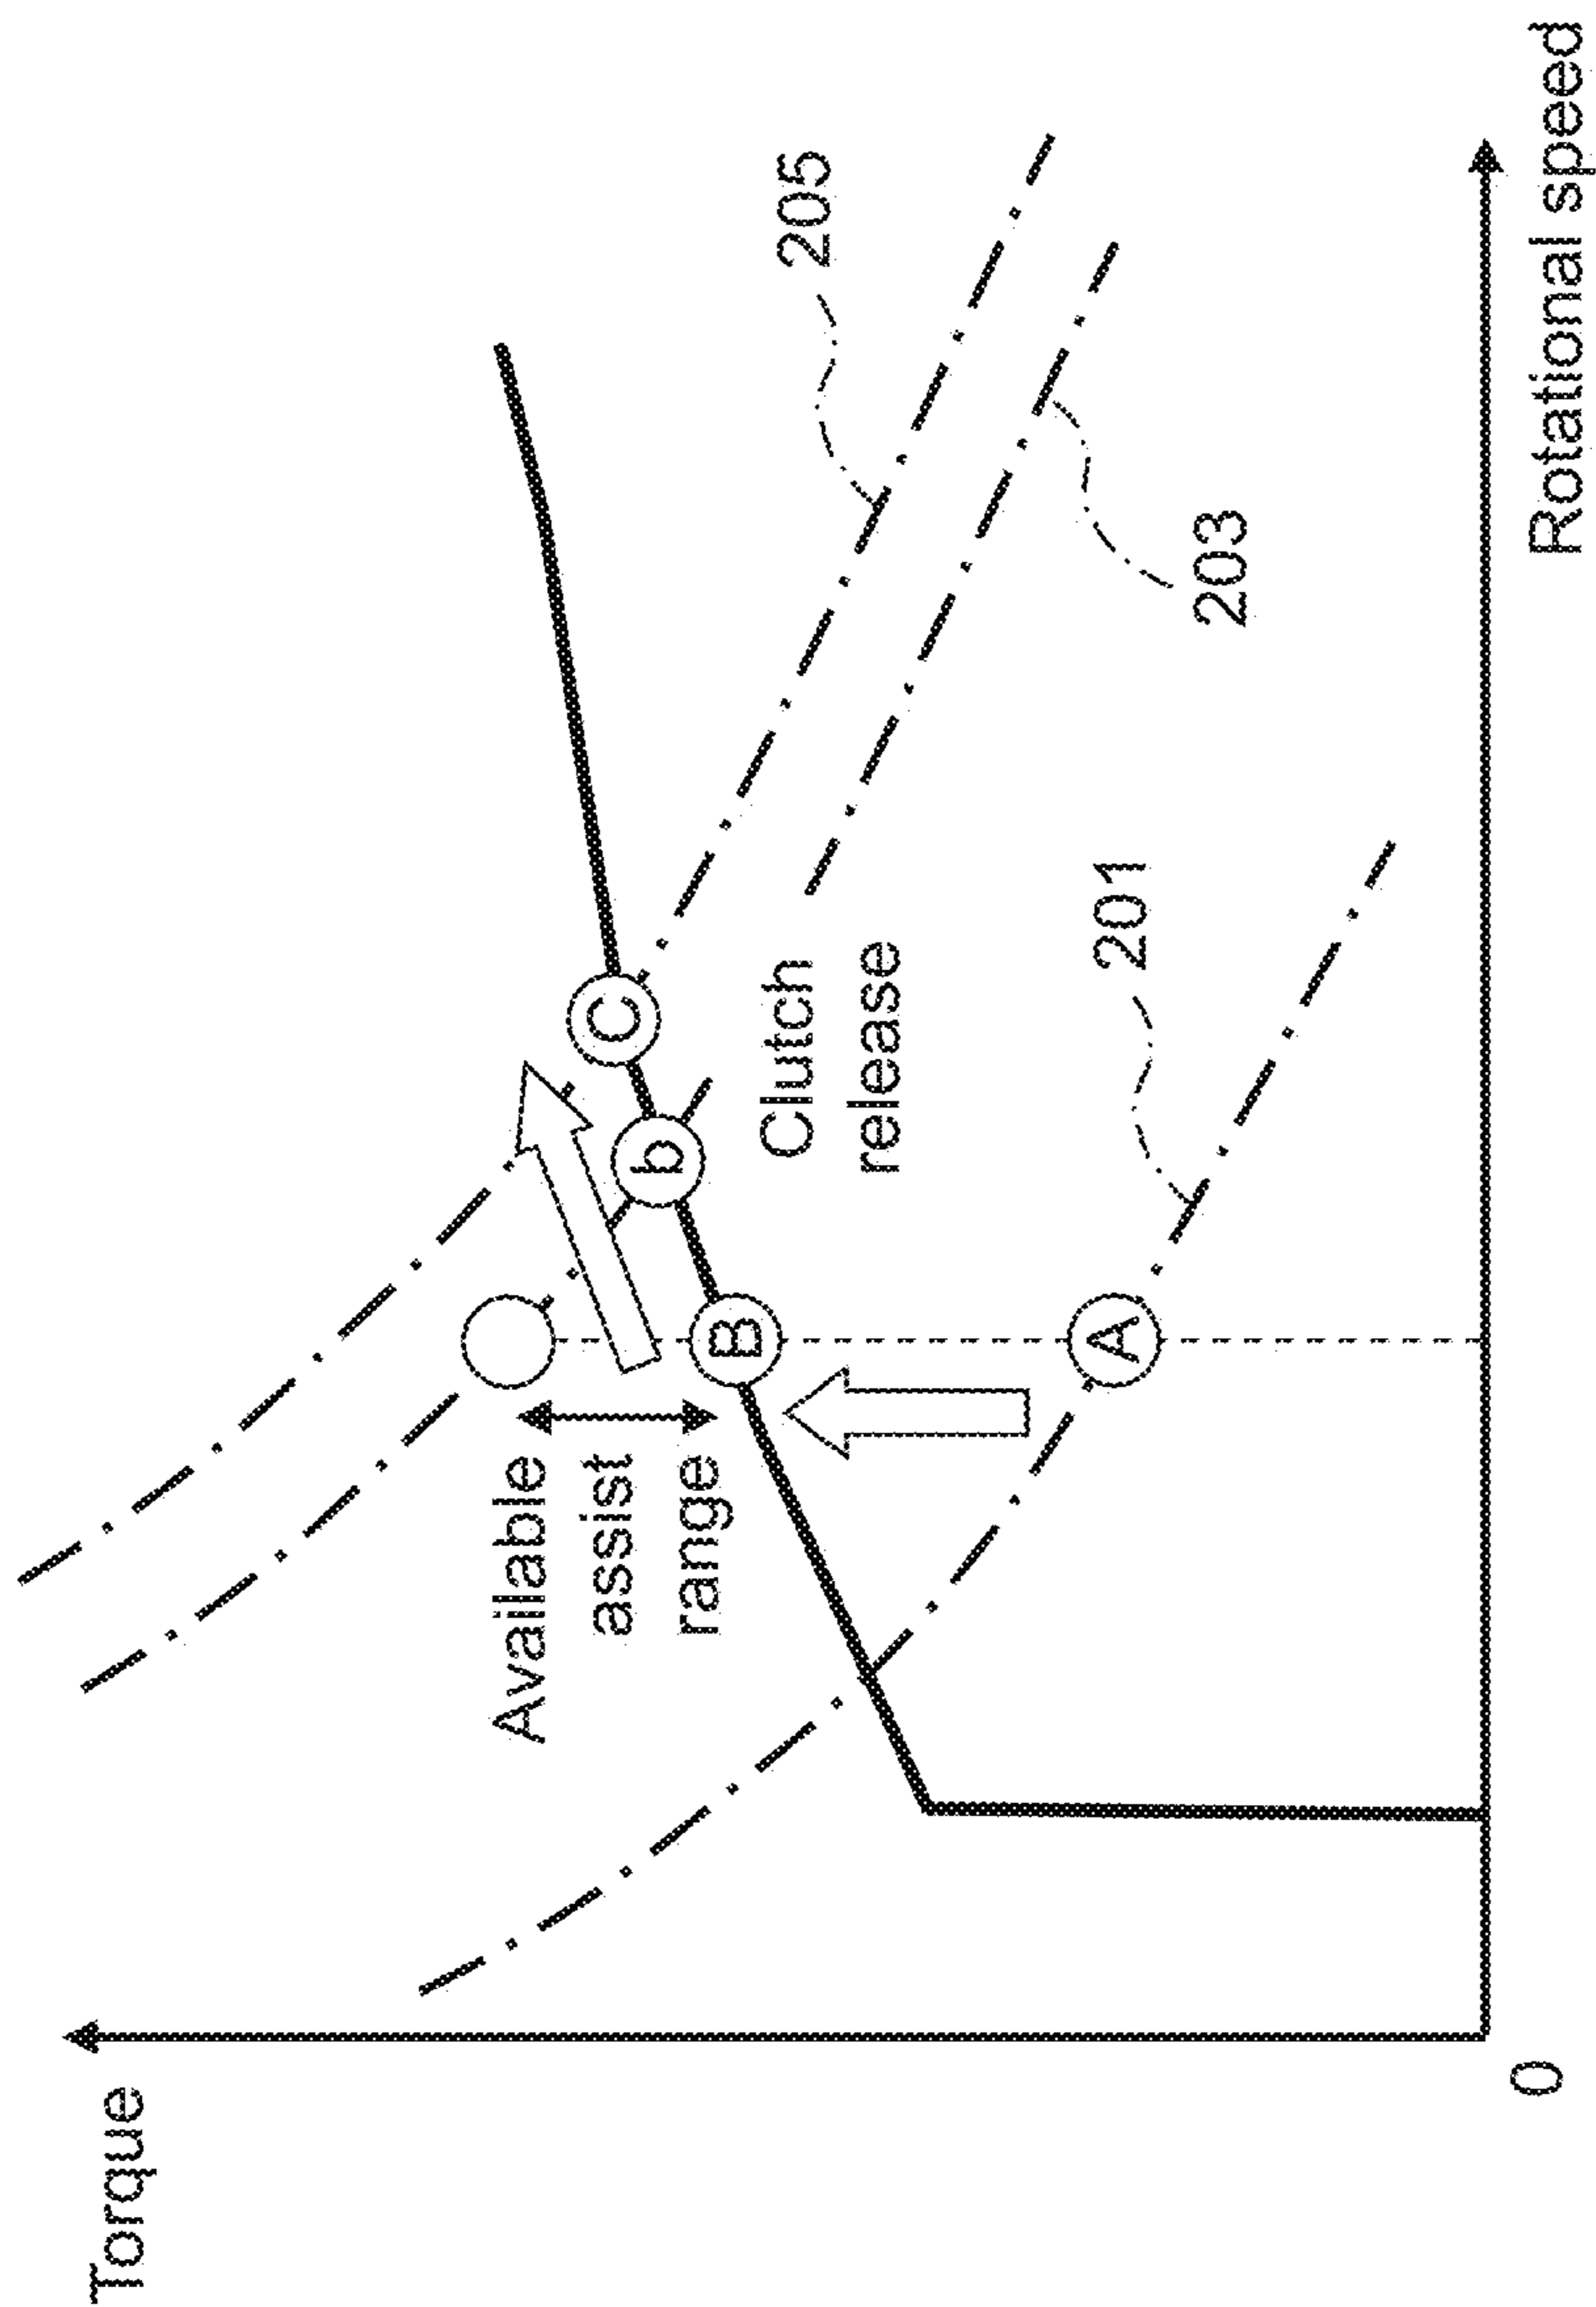 Torque
205
C
b
Available
assist
range
B
Clutch
release
203
201
A
0
Rotational speed